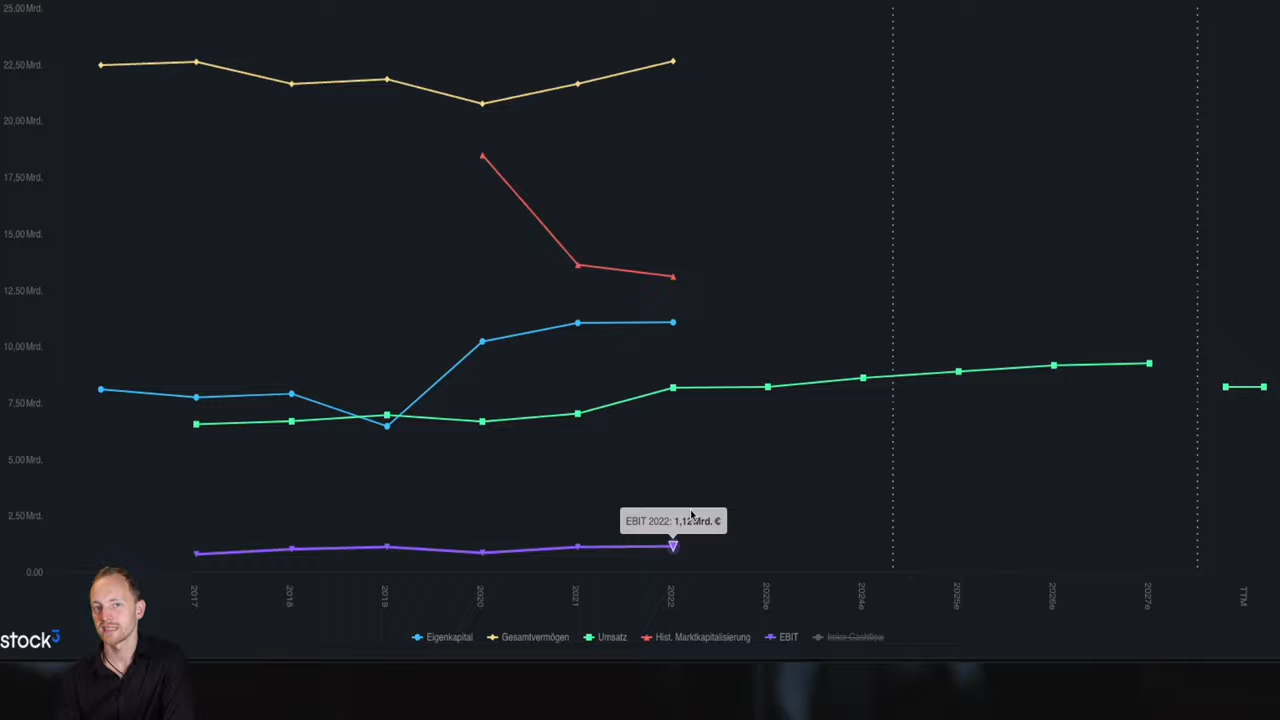 25,00 Mrd.
22,50 Mrd.
20,00 Mrd.
17,50 Mrd.
15,00 Mrd.
12,50 Mrd.
10,00 Mrd.
7,50 Mrd.
5,00 Mrd.
2,50 Mrd.
0.00
EBIT 2022: 1,12 Mrd. €
2017
2018
2019
2020
2021
2022
2023e
2024e
2025e
2026e
2027e
TTM
Eigenkapital
Gesamtvermögen
Umsatz
Hist. Marktkapitalisierung
EBIT
freier Cashflow
stock3